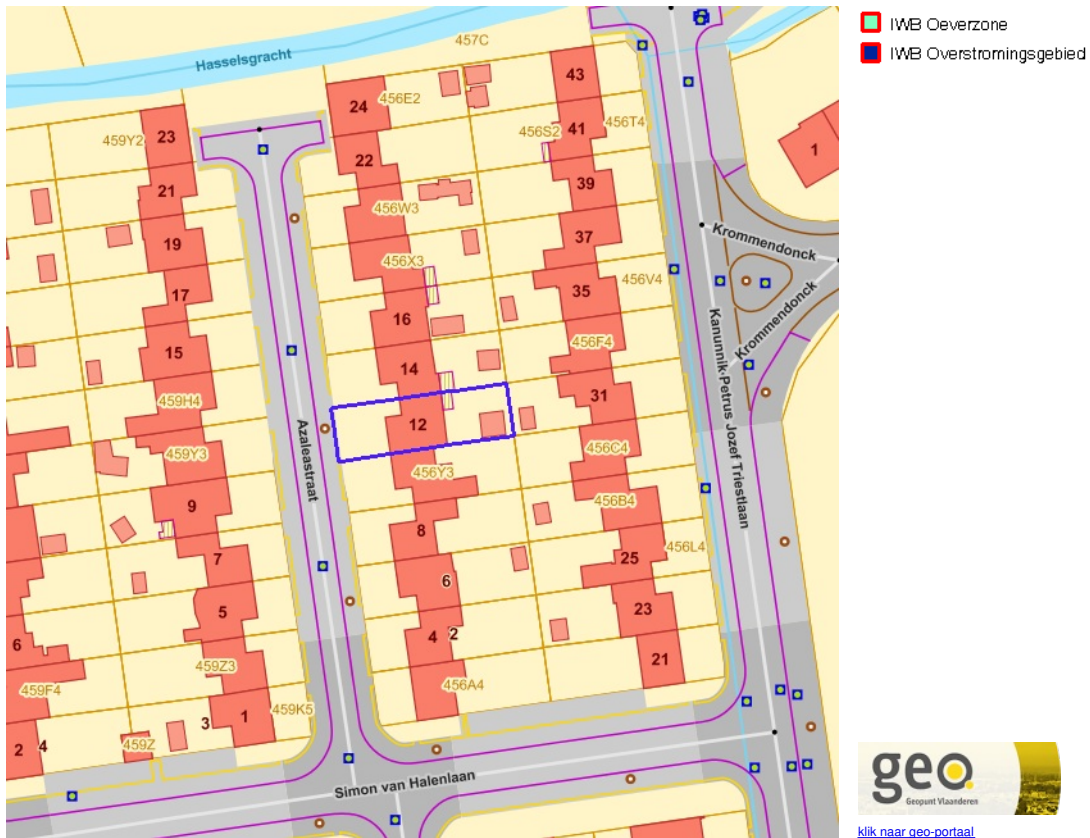 IWB Oeverzone
IWB Overstromingsgebied
457C
Hasselsgracht
43
24
456E2
459Y2
23
41
456T4
456S2
1
22
21
39
456W3
19
37
Krommendonck
456X3
456V4
17
35
Krommendonck
16
15
456F4
14
459H4
31
12
Azaleastraat
Kanunnik Petrus Jozef Triestlaan
459Y3
456C4
456Y3
9
456B4
8
456L4
7
25
6
5
23
4
2
6
21
459Z3
459F4
456A4
459K5
3
1
2
4
459Z
Simon van Halenlaan
geo
Geopunt Vlaanderen
klik naar geo-portaal